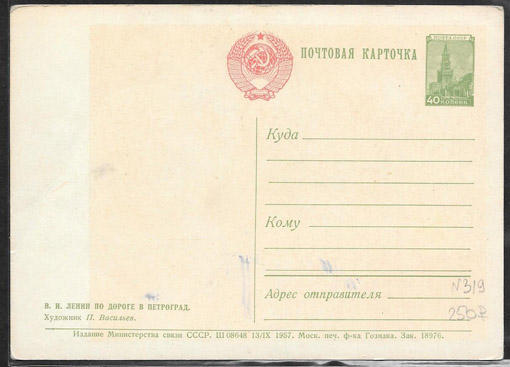 ПОЧТОВАЯ КАРТОЧКА
ПОЧТА СССР
40 КОПЕЕК
Куда
Кому
Адрес отправителя
N319
250₽
В. И. ЛЕНИН ПО ДОРОГЕ В ПЕТРОГРАД.
Художник П. Васильев.
Издание Министерства связи СССР. Ш 08648 13/IX 1957. Моск. печ. ф-ка Гознака. Зак. 18976.